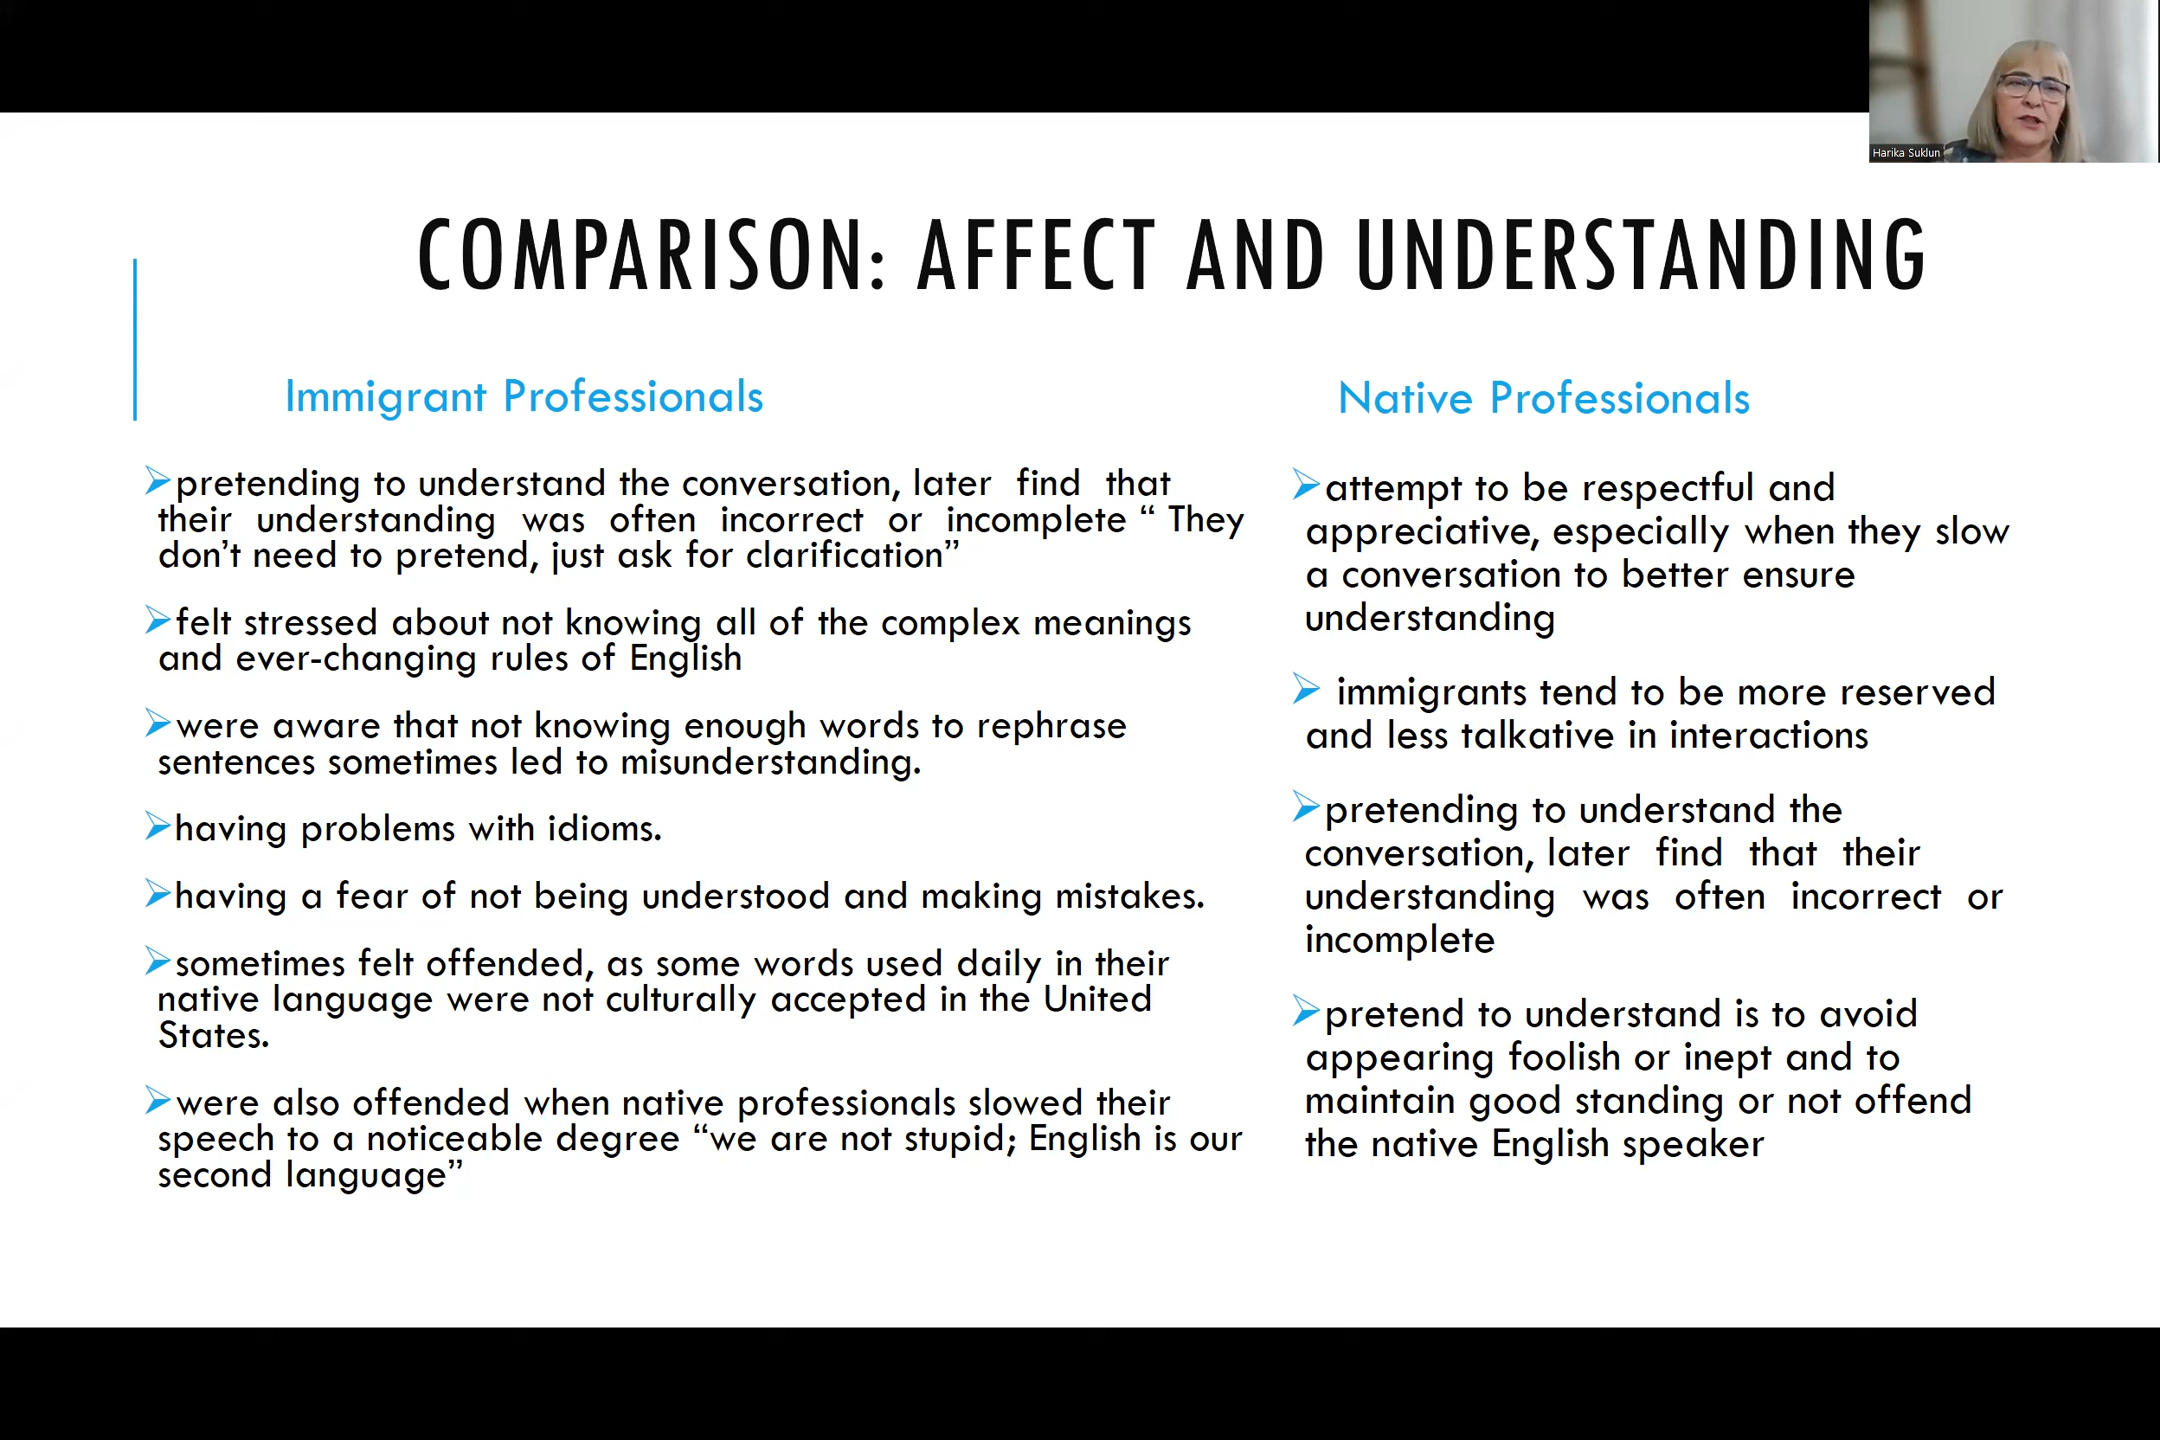 Harika Suklun
COMPARISON: AFFECT AND UNDERSTANDING
Immigrant Professionals
➢pretending to understand the conversation, later find that
their understanding was often incorrect or incomplete “ They
don’t need to pretend, just ask for clarification”
➢felt stressed about not knowing all of the complex meanings
and ever-changing rules of English
➢were aware that not knowing enough words to rephrase
sentences sometimes led to misunderstanding.
➢having problems with idioms.
➢having a fear of not being understood and making mistakes.
➢sometimes felt offended, as some words used daily in their
native language were not culturally accepted in the United
States.
➢were also offended when native professionals slowed their
speech to a noticeable degree “we are not stupid; English is our
second language”
Native Professionals
➢attempt to be respectful and
appreciative, especially when they slow
a conversation to better ensure
understanding
➢ immigrants tend to be more reserved
and less talkative in interactions
➢pretending to understand the
conversation, later find that their
understanding was often incorrect or
incomplete
➢pretend to understand is to avoid
appearing foolish or inept and to
maintain good standing or not offend
the native English speaker